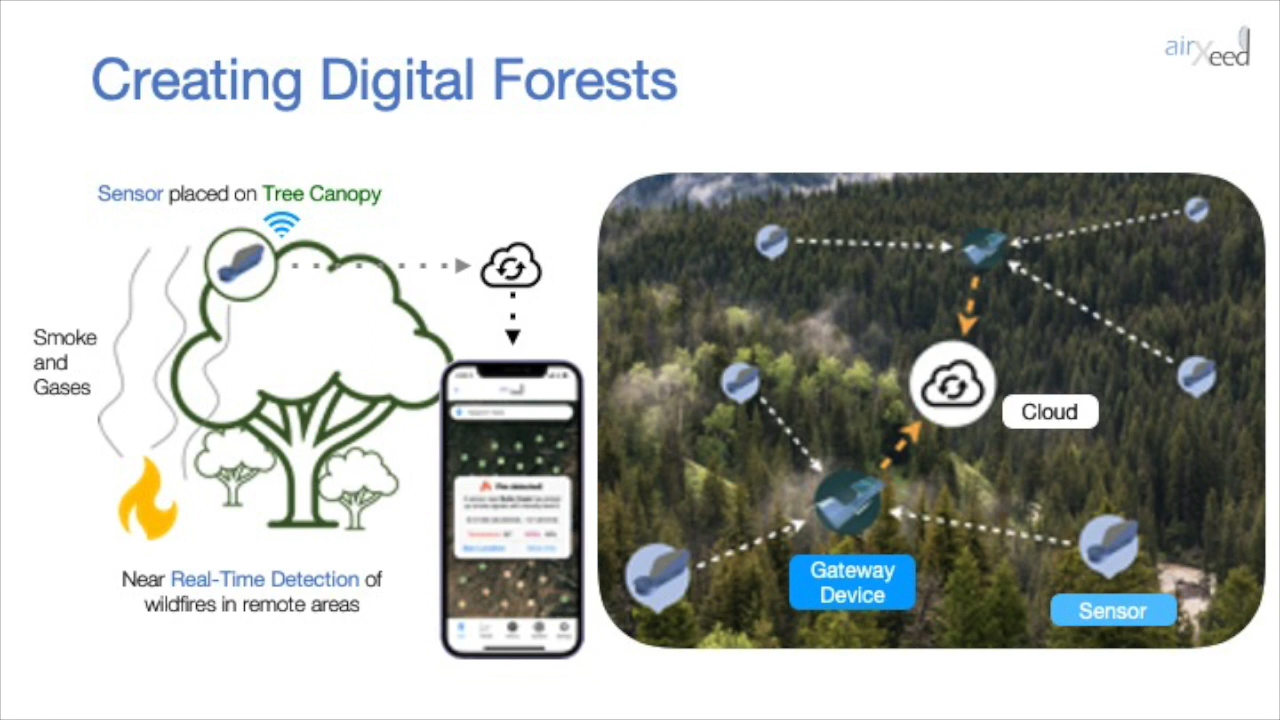 airXeed
Creating Digital Forests
Sensor placed on Tree Canopy
Smoke
and
Gases
Near Real-Time Detection of
wildfires in remote areas
Fire detected!
Cloud
Gateway
Device
Sensor